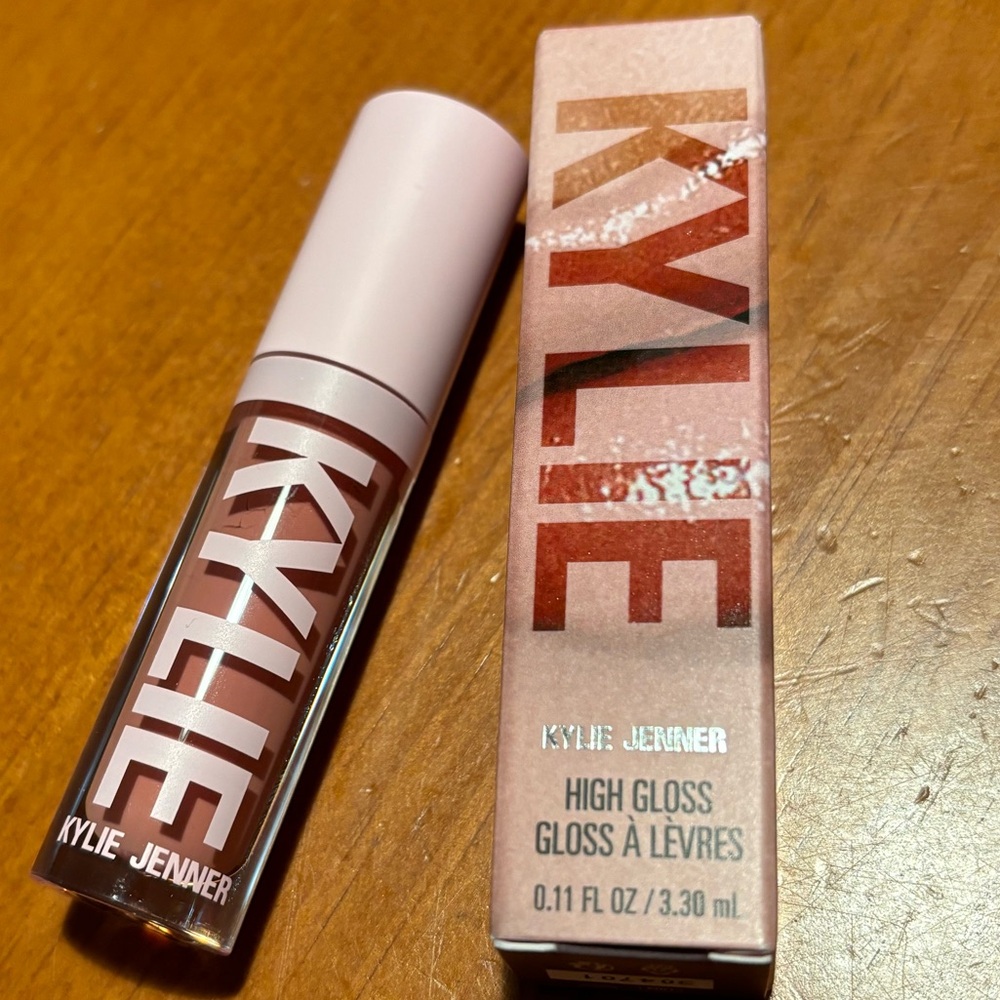 KYLIE
KYLIE JENNER
KYLIE
KYLIE JENNER
HIGH GLOSS
GLOSS À LÈVRES
0.11 FL OZ / 3.30 mL